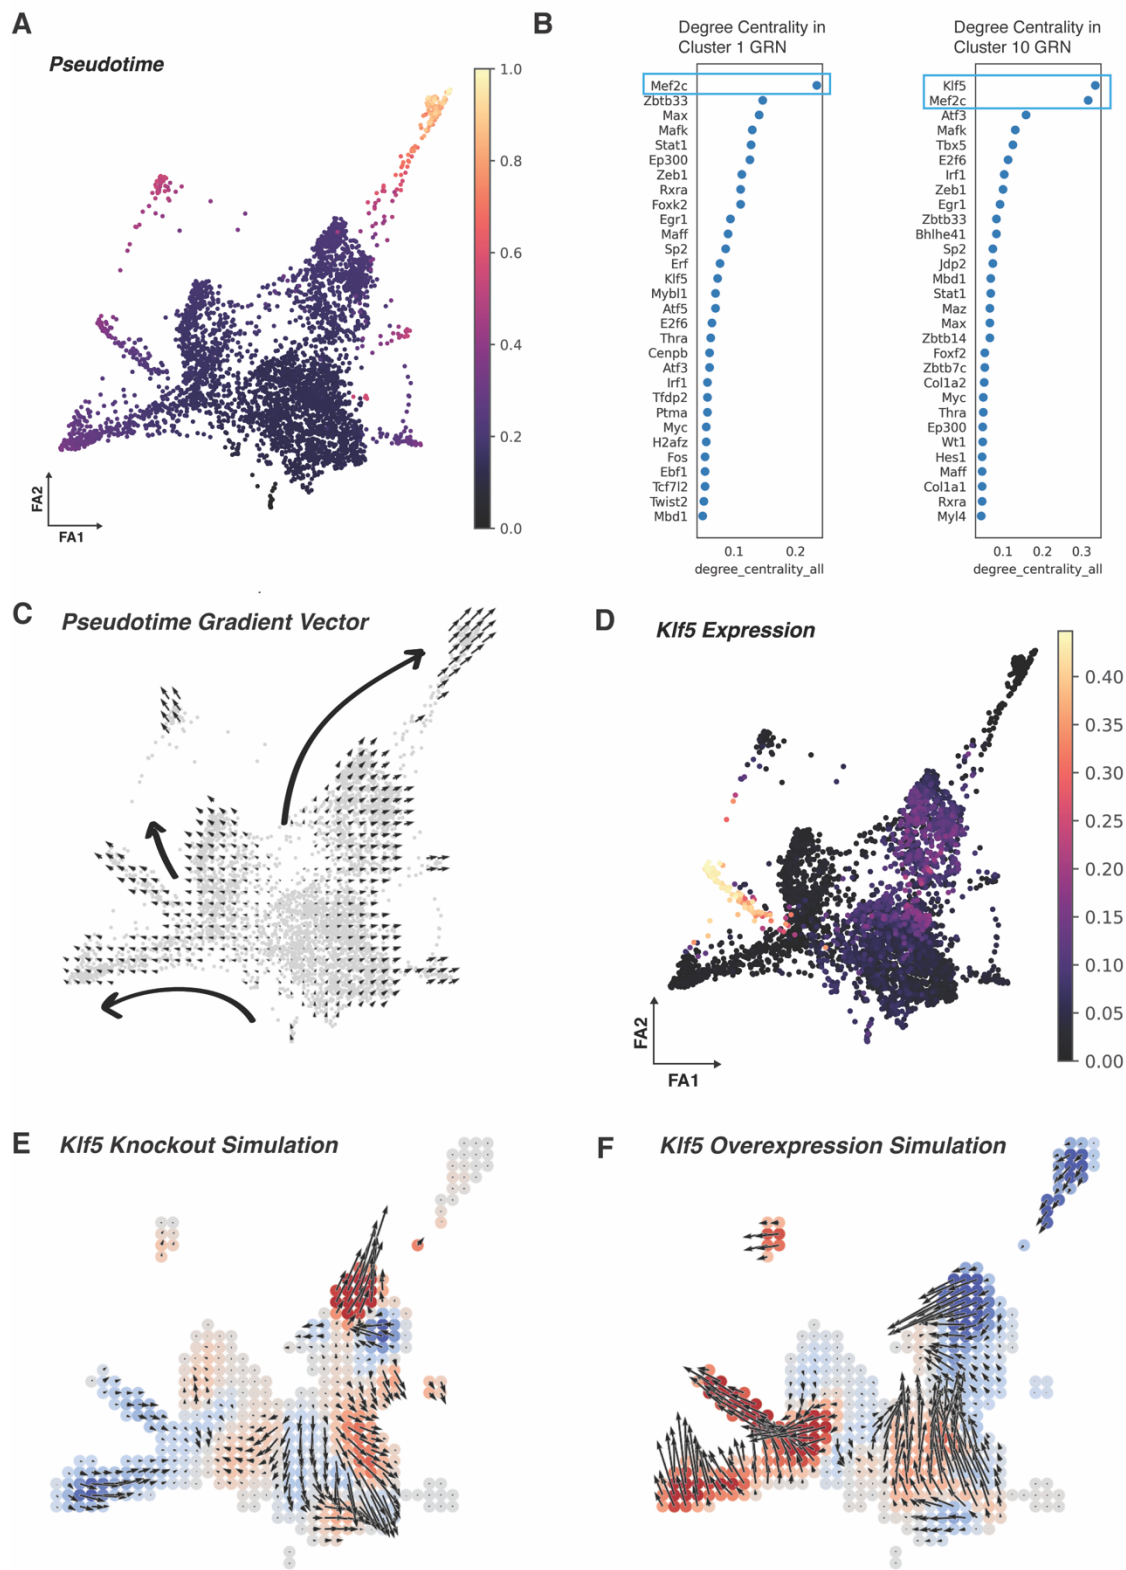 A
Pseudotime
1.0
0.8
0.6
0.4
0.2
0.0
FA2
FA1
B
Degree Centrality in
Cluster 1 GRN
Mef2c
Zbtb33
Max
Mafk
Stat1
Ep300
Zeb1
Rxra
Foxk2
Egr1
Maff
Sp2
Erf
Klf5
Mybl1
Atf5
E2f6
Thra
Cenpb
Atf3
Irf1
Tfdp2
Ptma
Myc
H2afz
Fos
Ebf1
Tcf7l2
Twist2
Mbd1
0.1 0.2
degree_centrality_all
Degree Centrality in
Cluster 10 GRN
Klf5
Mef2c
Atf3
Mafk
Tbx5
E2f6
Irf1
Zeb1
Egr1
Zbtb33
Bhlhe41
Sp2
Jdp2
Mbd1
Stat1
Maz
Max
Zbtb14
Foxf2
Zbtb7c
Col1a2
Myc
Thra
Ep300
Wt1
Hes1
Maff
Col1a1
Rxra
Myl4
0.1 0.2 0.3
degree_centrality_all
C
Pseudotime Gradient Vector
D
Klf5 Expression
0.40
0.35
0.30
0.25
0.20
0.15
0.10
0.05
0.00
FA2
FA1
E
Klf5 Knockout Simulation
F
Klf5 Overexpression Simulation